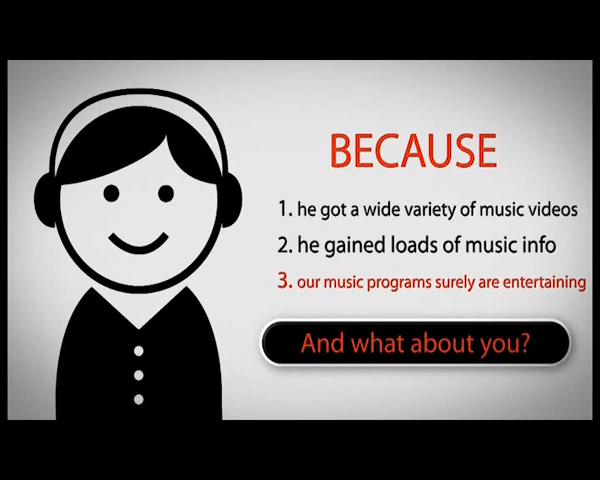 BECAUSE
1. he got a wide variety of music videos
2. he gained loads of music info
3. our music programs surely are entertaining
And what about you?